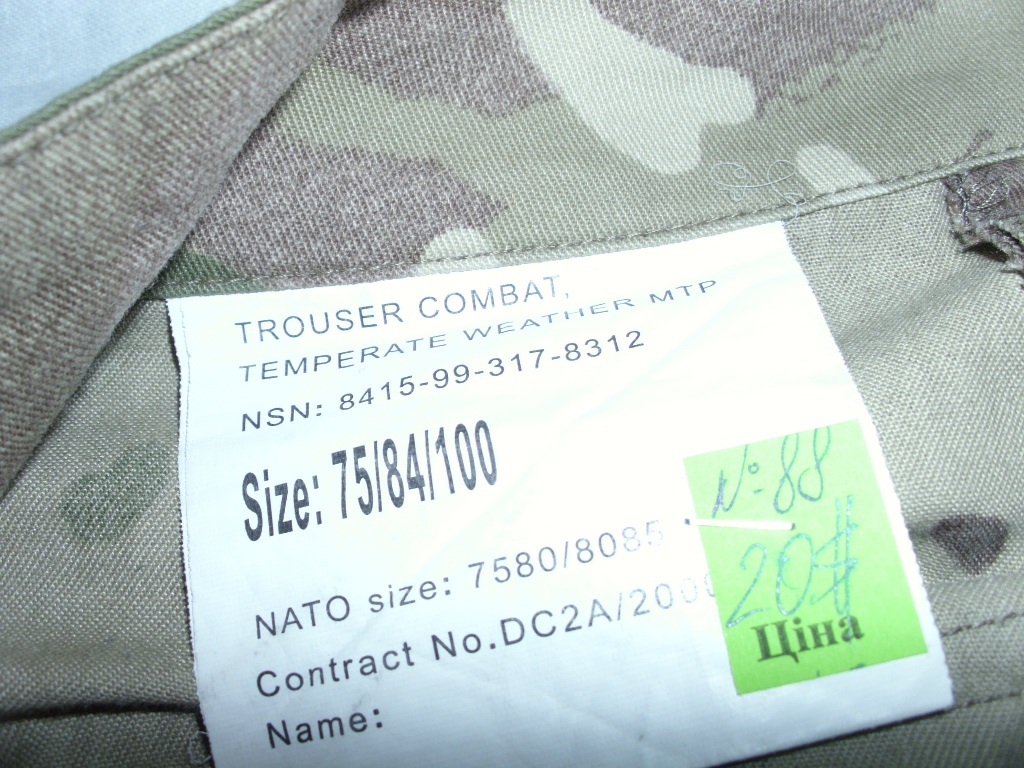 TROUSER COMBAT,
TEMPERATE WEATHER MTP
NSN: 8415-99-317-8312
Size: 75/84/100
NATO size: 7580/8085
Contract No.DC2A/2000
Name:
№ 88
20#
Ціна